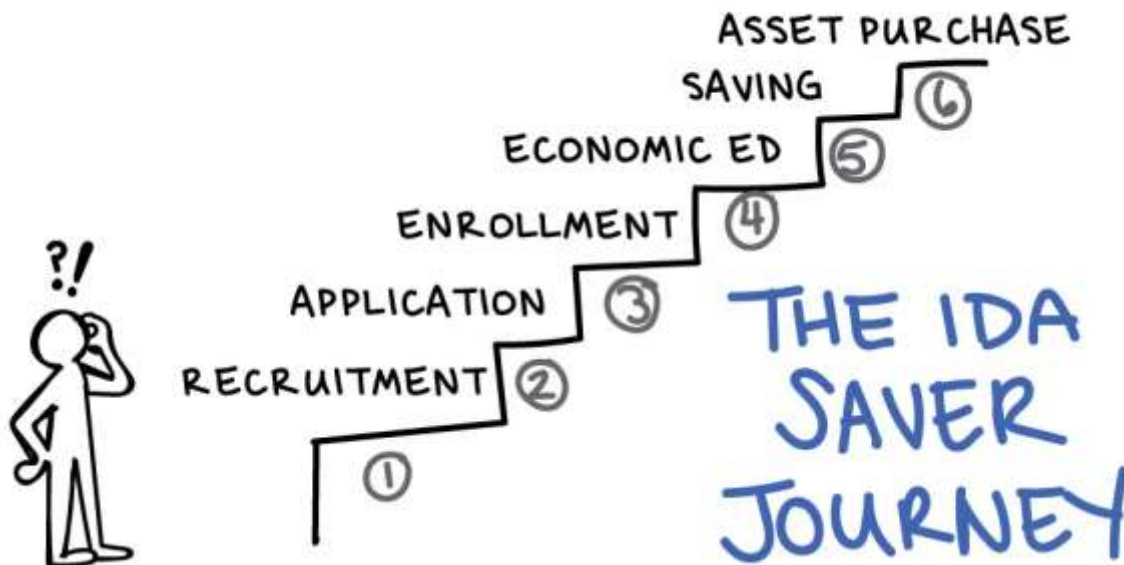 ASSET PURCHASE
SAVING
6
ECONOMIC ED
5
ENROLLMENT
4
?!
APPLICATION
3
RECRUITMENT
2
1
THE IDA
SAVER
JOURNEY